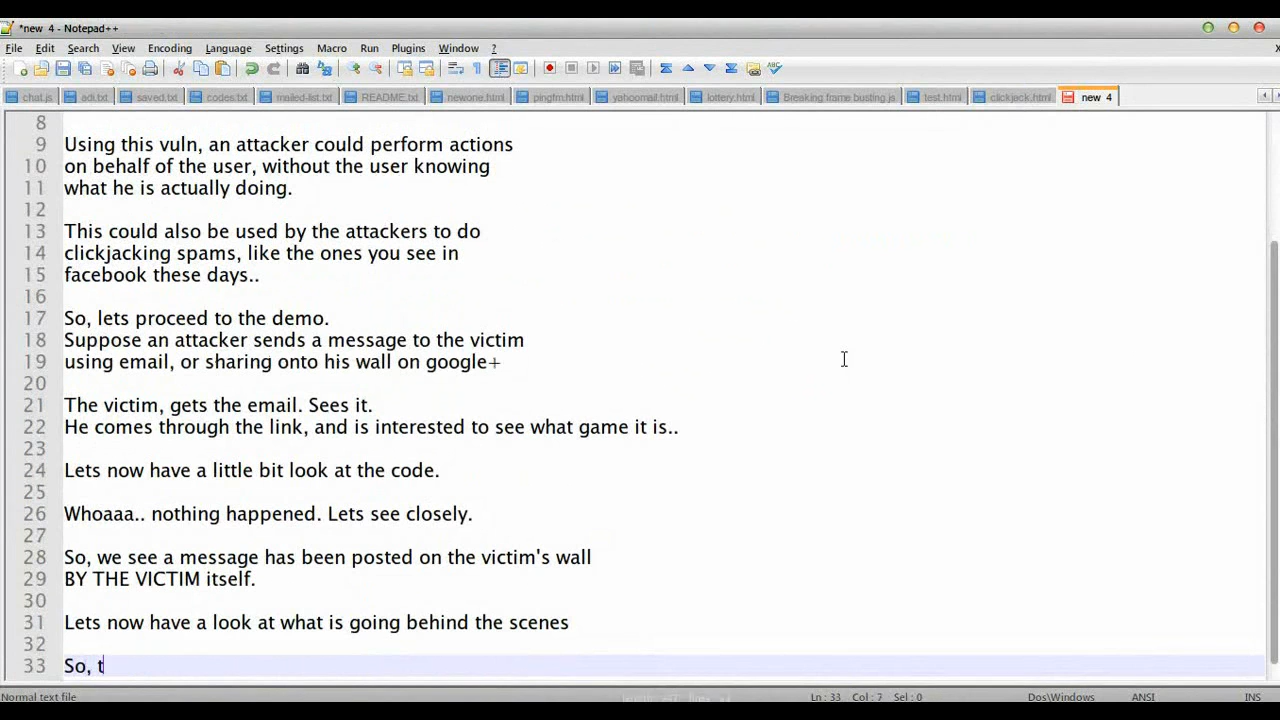 *new 4 - Notepad++
File Edit Search View Encoding Language Settings Macro Run Plugins Window ?
chat.js adi.txt saved.txt codes.txt mailed-list.txt README.txt newone.html pingfm.html yahoomail.html lottery.html Breaking frame busting.js test.html clickjack.html new 4
8
9 Using this vuln, an attacker could perform actions
10 on behalf of the user, without the user knowing
11 what he is actually doing.
12
13 This could also be used by the attackers to do
14 clickjacking spams, like the ones you see in
15 facebook these days..
16
17 So, lets proceed to the demo.
18 Suppose an attacker sends a message to the victim
19 using email, or sharing onto his wall on google+
20
21 The victim, gets the email. Sees it.
22 He comes through the link, and is interested to see what game it is..
23
24 Lets now have a little bit look at the code.
25
26 Whoaaa.. nothing happened. Lets see closely.
27
28 So, we see a message has been posted on the victim's wall
29 BY THE VICTIM itself.
30
31 Lets now have a look at what is going behind the scenes
32
33 So, t
Normal text file Ln : 33 Col : 7 Sel : 0 Dos\Windows ANSI INS